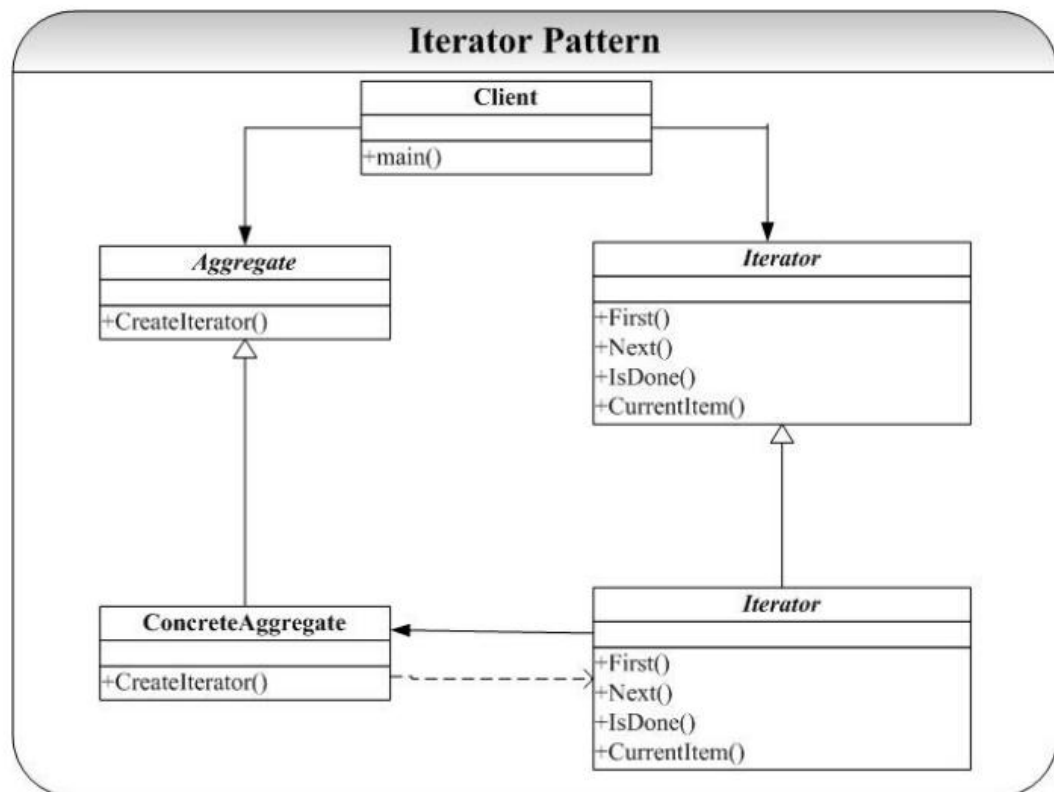 Iterator Pattern
Client
+main()
Aggregate
+CreateIterator()
Iterator
+First()
+Next()
+IsDone()
+CurrentItem()
ConcreteAggregate
+CreateIterator()
Iterator
+First()
+Next()
+IsDone()
+CurrentItem()